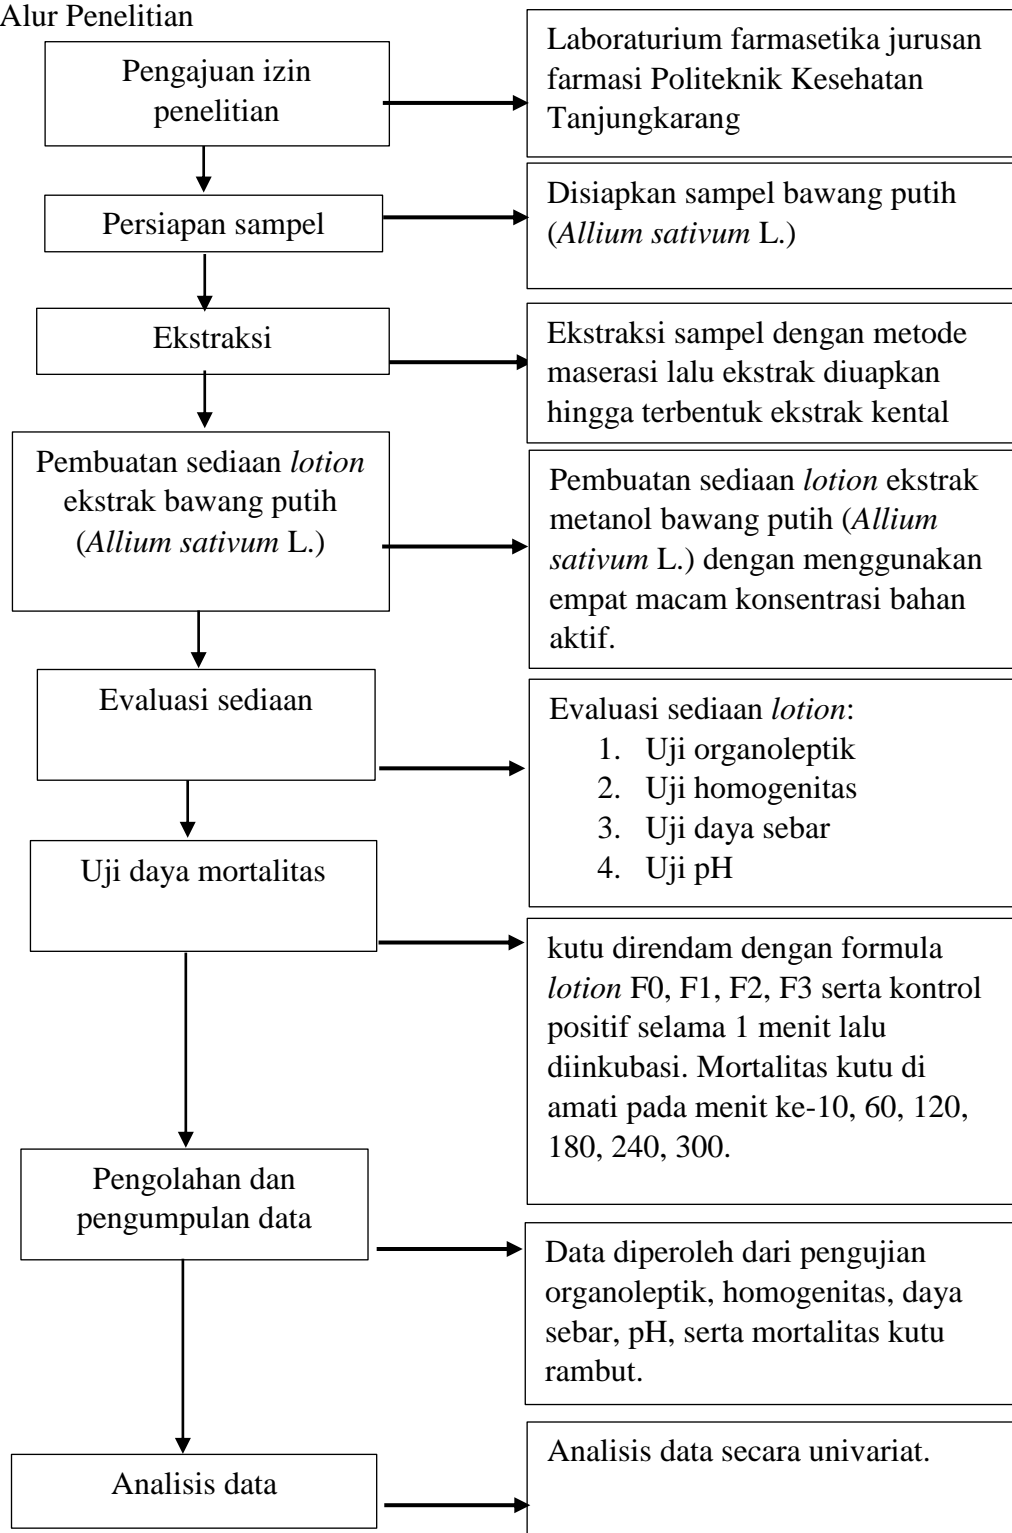 Alur Penelitian
Pengajuan izin
penelitian
Laboraturium farmasetika jurusan
farmasi Politeknik Kesehatan
Tanjungkarang
Persiapan sampel
Disiapkan sampel bawang putih
(Allium sativum L.)
Ekstraksi
Ekstraksi sampel dengan metode
maserasi lalu ekstrak diuapkan
hingga terbentuk ekstrak kental
Pembuatan sediaan lotion
ekstrak bawang putih
(Allium sativum L.)
Pembuatan sediaan lotion ekstrak
metanol bawang putih (Allium
sativum L.) dengan menggunakan
empat macam konsentrasi bahan
aktif.
Evaluasi sediaan
Evaluasi sediaan lotion:
1. Uji organoleptik
2. Uji homogenitas
3. Uji daya sebar
4. Uji pH
Uji daya mortalitas
kutu direndam dengan formula
lotion F0, F1, F2, F3 serta kontrol
positif selama 1 menit lalu
diinkubasi. Mortalitas kutu di
amati pada menit ke-10, 60, 120,
180, 240, 300.
Pengolahan dan
pengumpulan data
Data diperoleh dari pengujian
organoleptik, homogenitas, daya
sebar, pH, serta mortalitas kutu
rambut.
Analisis data
Analisis data secara univariat.